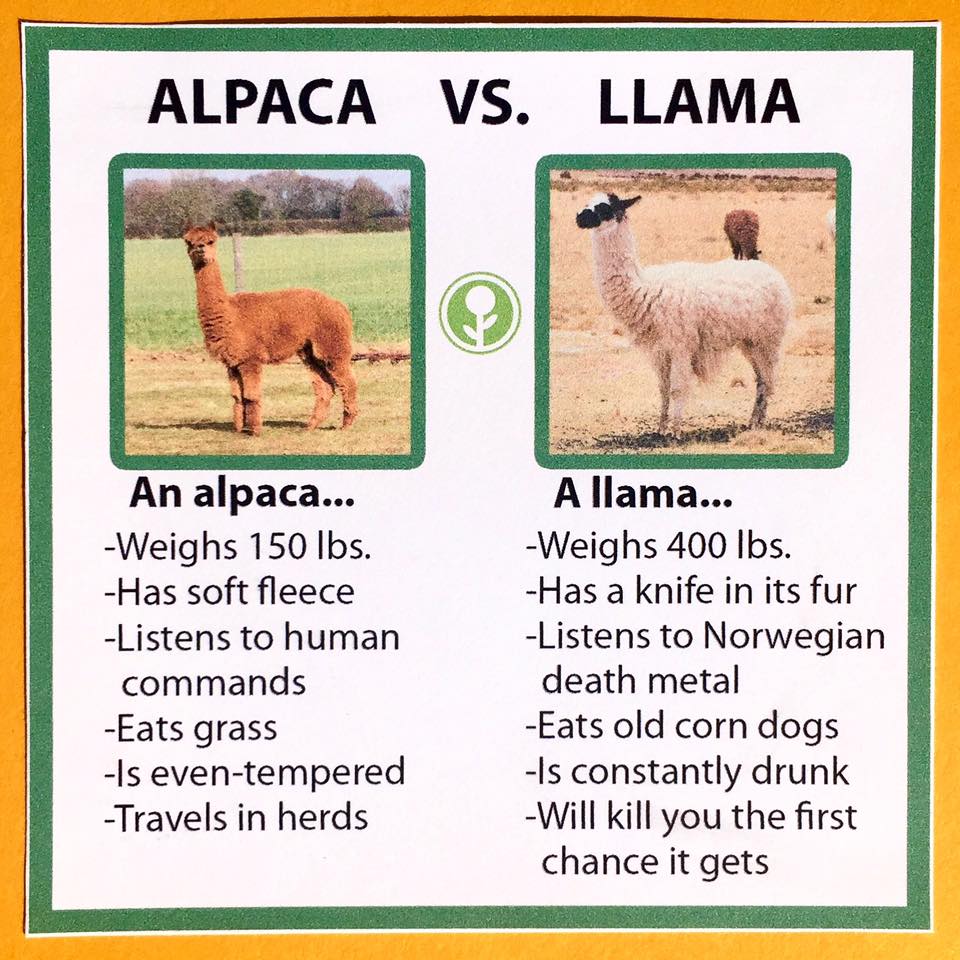 ALPACA VS. LLAMA
An alpaca...
-Weighs 150 lbs.
-Has soft fleece
-Listens to human
commands
-Eats grass
-Is even-tempered
-Travels in herds
A llama...
-Weighs 400 lbs.
-Has a knife in its fur
-Listens to Norwegian
death metal
-Eats old corn dogs
-Is constantly drunk
-Will kill you the first
chance it gets